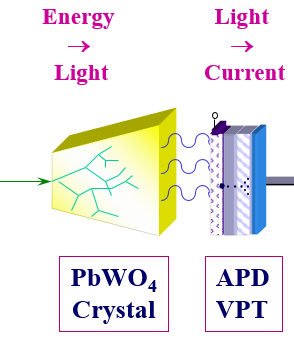 Energy
→
Light
Light
→
Current
PbWO₄
Crystal
APD
VPT